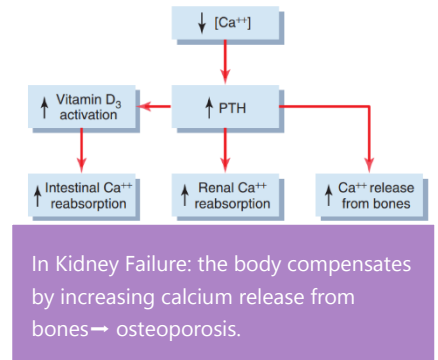 ↓ [Ca⁺⁺]
↑ Vitamin D₃
activation
↑ PTH
↑ Intestinal Ca⁺⁺
reabsorption
↑ Renal Ca⁺⁺
reabsorption
↑ Ca⁺⁺ release
from bones
In Kidney Failure: the body compensates
by increasing calcium release from
bones→ osteoporosis.